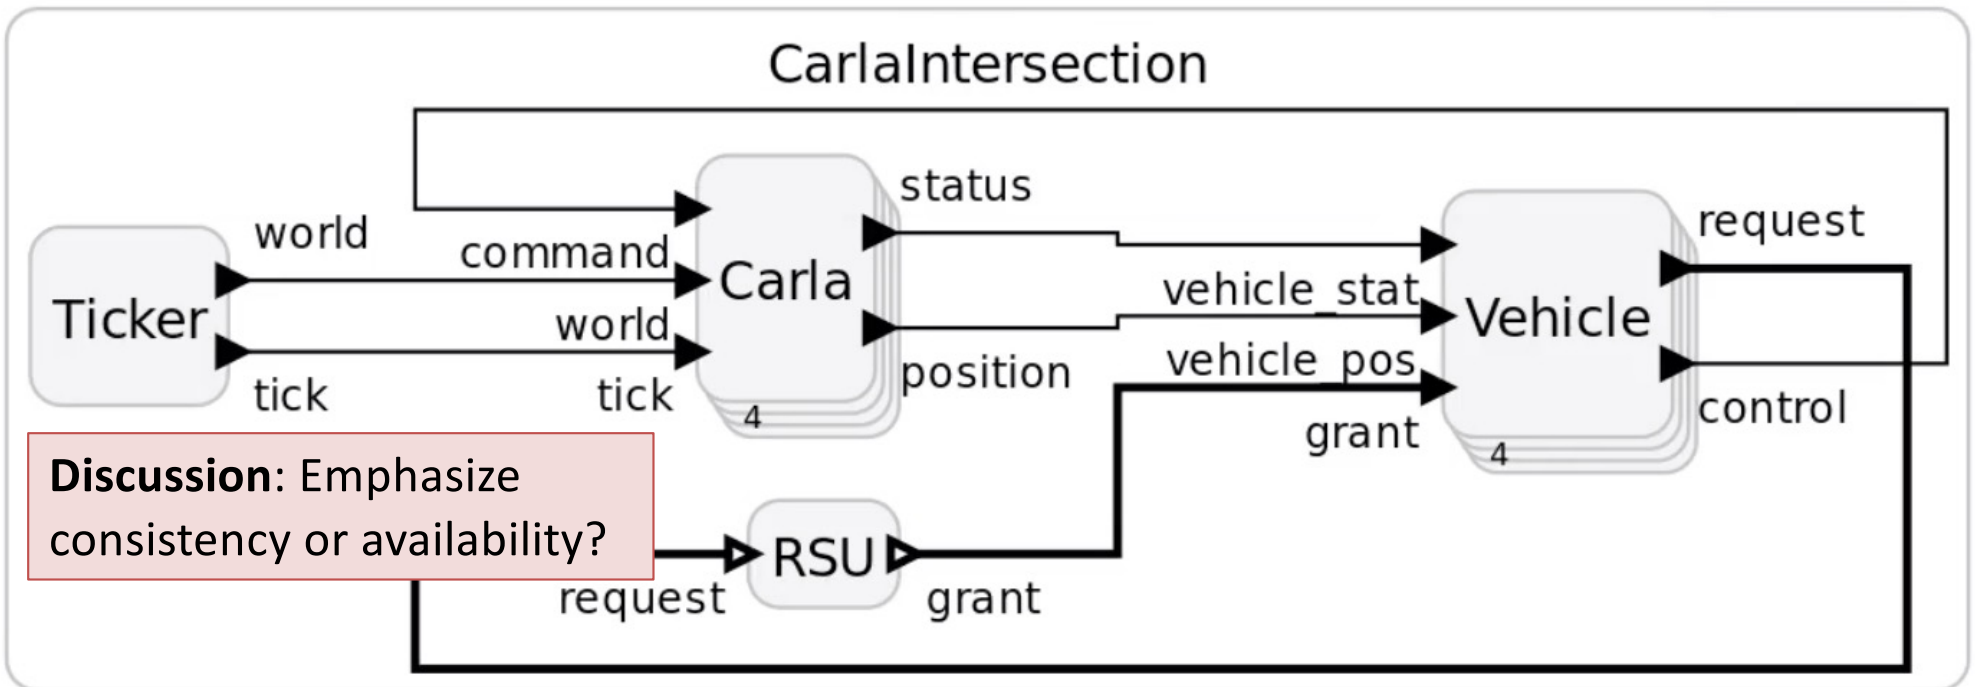 CarlaIntersection
status
request
world
command
Carla
vehicle_stat
Vehicle
Ticker
world
vehicle_pos
position
tick
tick
control
grant
4
4
Discussion: Emphasize
consistency or availability?
RSU
request
grant